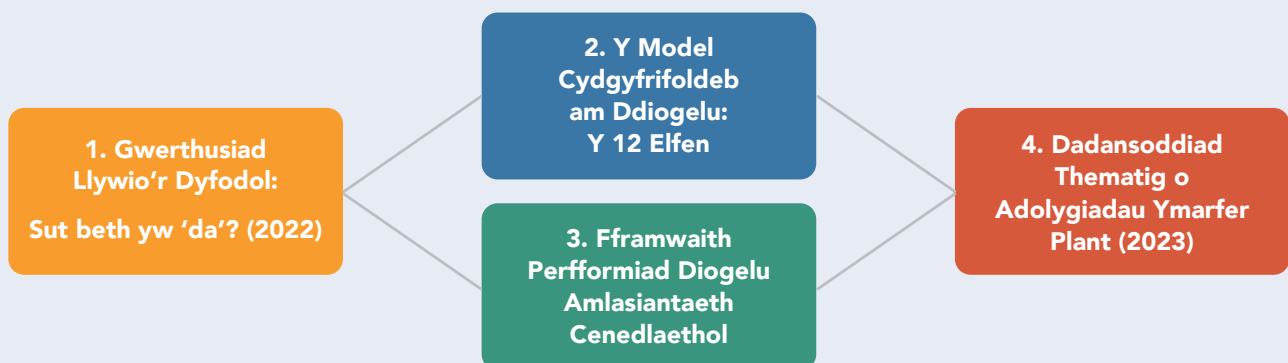 1. Gwerthusiad
Llywio’r Dyfodol:
Sut beth yw ‘da’? (2022)
2. Y Model
Cydgyfrifoldeb
am Ddiogelu:
Y 12 Elfen
3. Fframwaith
Perfformiad Diogelu
Amlasiantaeth
Cenedlaethol
4. Dadansoddiad
Thematig o
Adolygiadau Ymarfer
Plant (2023)